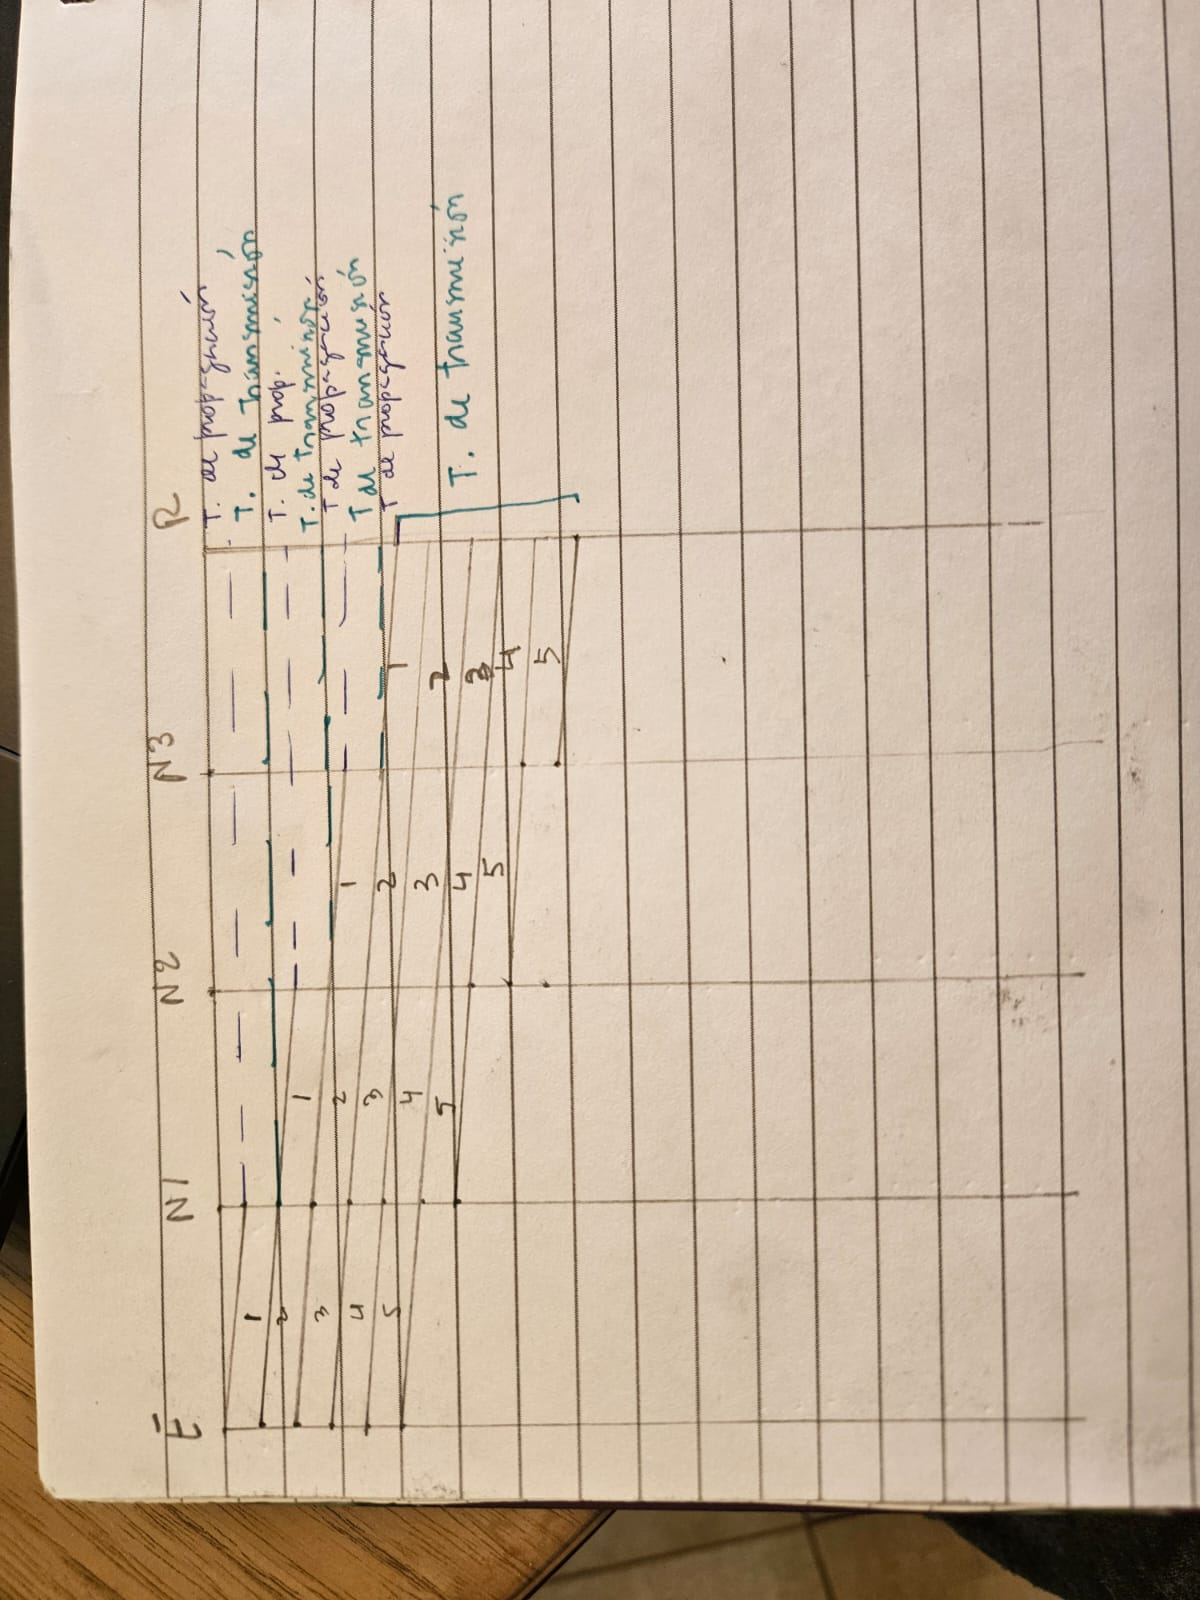 E N1 N2 N3 R
T. de propagación
T. de transmisión
T. de prop.
T. de transmisión
T de propagación
T de transmisión
T de propagación
T. de transmisión
1 1 1 1
2 2 2 2
3 3 3 3
4 4 4 4
5 5 5 5